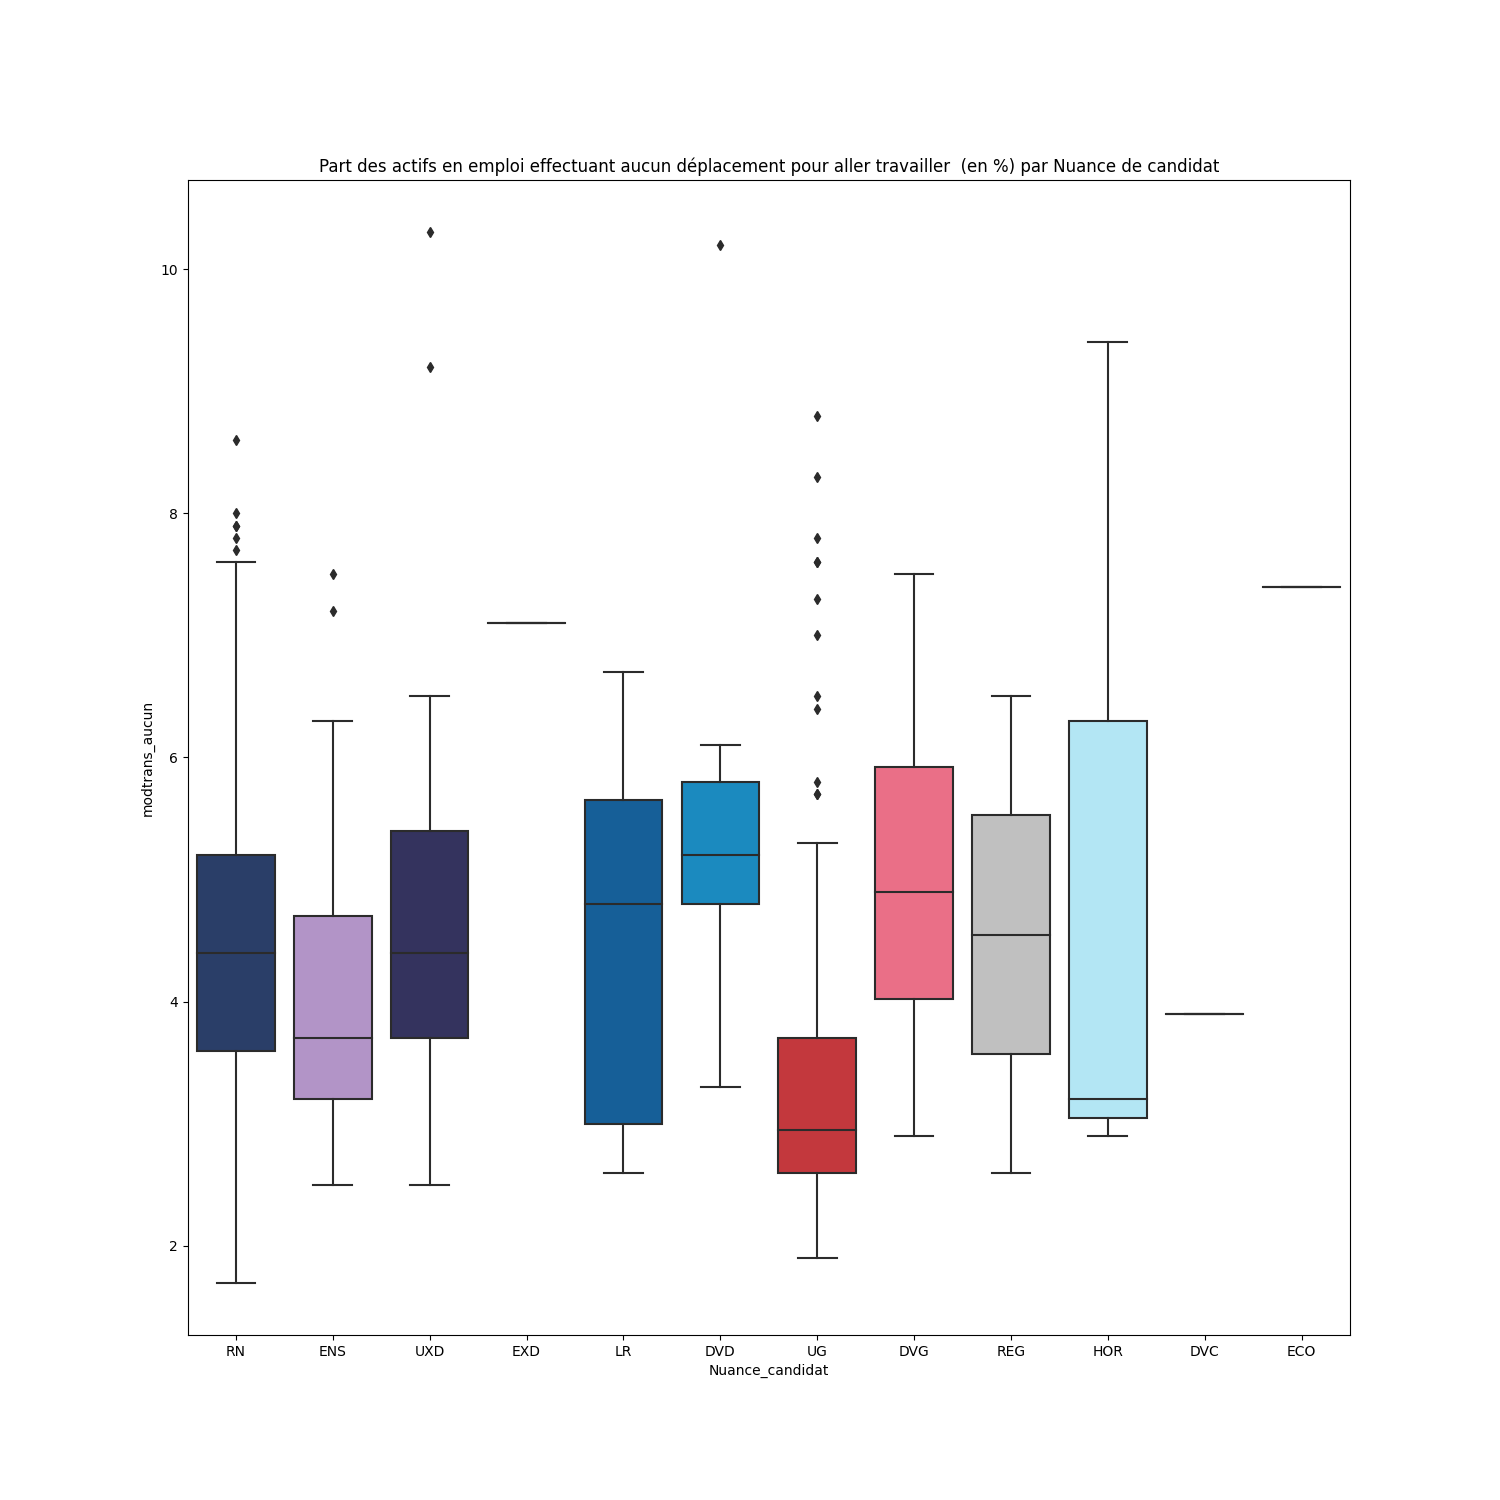 Part des actifs en emploi effectuant aucun déplacement pour aller travailler  (en %) par Nuance de candidat
10
8
6
4
2
modtrans_aucun
RN ENS UXD EXD LR DVD UG DVG REG HOR DVC ECO
Nuance_candidat